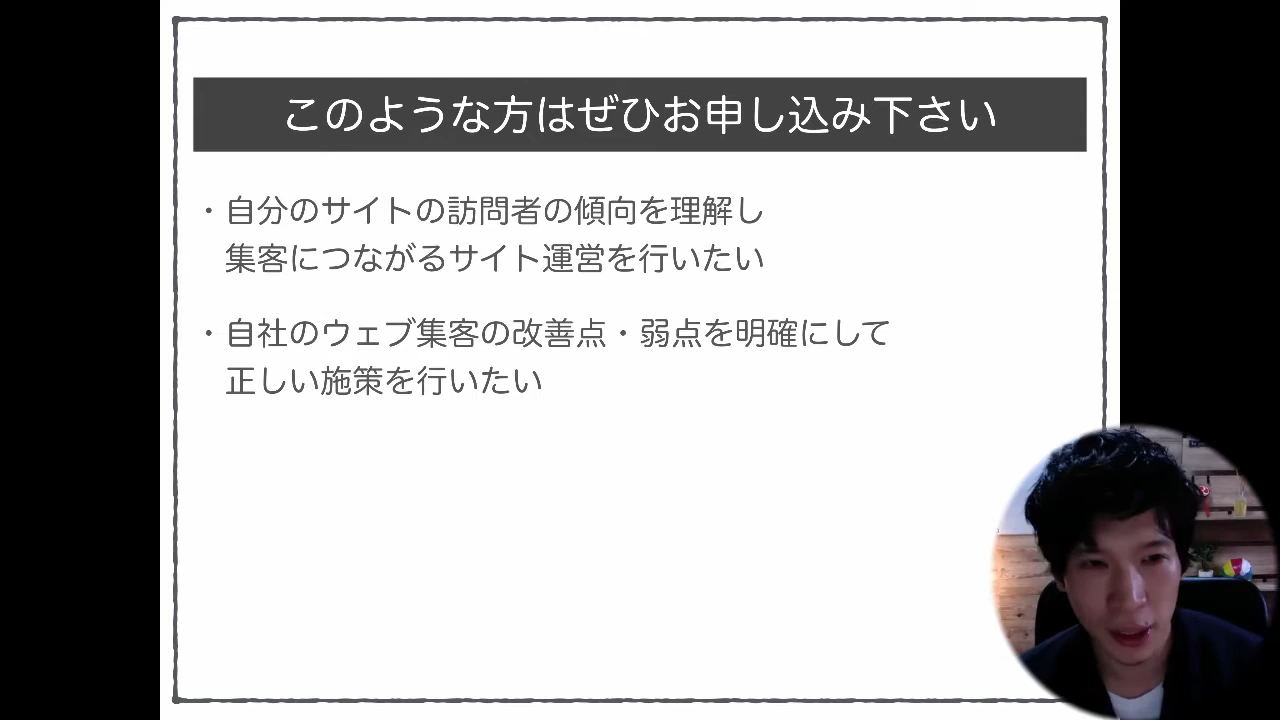 このような方はぜひお申し込み下さい
・自分のサイトの訪問者の傾向を理解し
集客につながるサイト運営を行いたい
・自社のウェブ集客の改善点・弱点を明確にして
正しい施策を行いたい